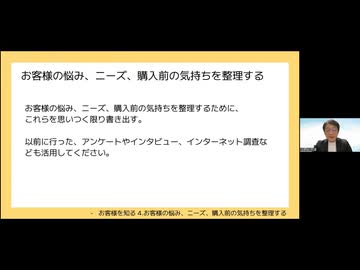 お客様の悩み、ニーズ、購入前の気持ちを整理する
お客様の悩み、ニーズ、購入前の気持ちを整理するために、
これらを思いつく限り書き出す。
以前に行った、アンケートやインタビュー、インターネット調査な
ども活用してください。
- お客様を知る 4.お客様の悩み、ニーズ、購入前の気持ちを整理する